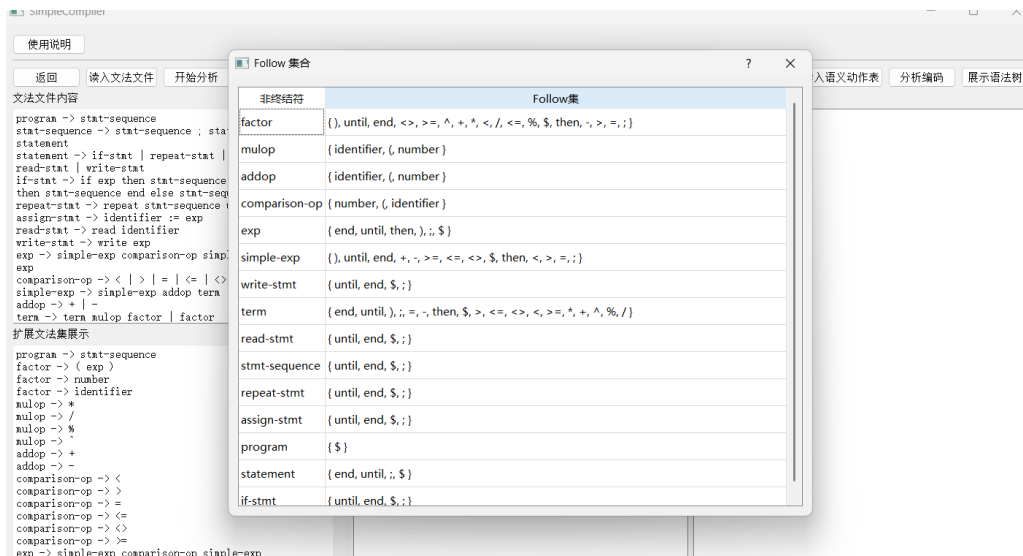 SimpleCompiler
使用说明
返回 读入文法文件 开始分析
入语义动作表 分析编码 展示语法树
文法文件内容
program -> stmt-sequence
stmt-sequence -> stmt-sequence ;
statement
statement -> if-stmt | repeat-stmt |
read-stmt | write-stmt
if-stmt -> if exp then stmt-sequence
then stmt-sequence end else
repeat-stmt -> repeat stmt-sequence
assign-stmt -> identifier := exp
read-stmt -> read identifier
write-stmt -> write exp
exp -> simple-exp comparison-op
exp
comparison-op -> < | > | = | <= | <>
simple-exp -> simple-exp addop term
addop -> + | -
term -> term mulop factor | factor
扩展文法集展示
program -> stmt-sequence
factor -> ( exp )
factor -> number
factor -> identifier
mulop -> *
mulop -> /
mulop -> %
mulop -> ^
addop -> +
addop -> -
comparison-op -> <
comparison-op -> >
comparison-op -> =
comparison-op -> <=
comparison-op -> <>
comparison-op -> >=
exp -> simple-exp comparison-op simple-exp
Follow 集合
? ×
非终结符 Follow集
factor { ), until, end, <>, >=, ^, +, *, <, /, <=, %, $, then, -, >, =, ; }
mulop { identifier, (, number }
addop { identifier, (, number }
comparison-op { number, (, identifier }
exp { end, until, then, ), ;, $ }
simple-exp { ), until, end, +, -, >=, <=, <>, $, then, <, >, =, ; }
write-stmt { until, end, $, ; }
term { end, until, ), ;, =, -, then, $, >, <=, <>, <, >=, *, +, ^, %, / }
read-stmt { until, end, $, ; }
stmt-sequence { until, end, $, ; }
repeat-stmt { until, end, $, ; }
assign-stmt { until, end, $, ; }
program { $ }
statement { end, until, ;, $ }
if-stmt { until, end, $, ; }